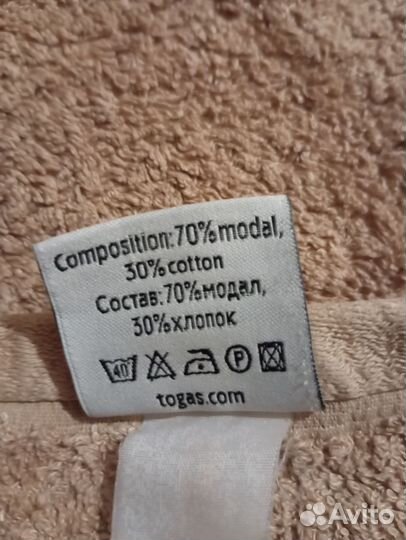 Composition:70%modal,
30%cotton
Состав:70%модал,
30%хлопок
40° P
togas.com
Avito